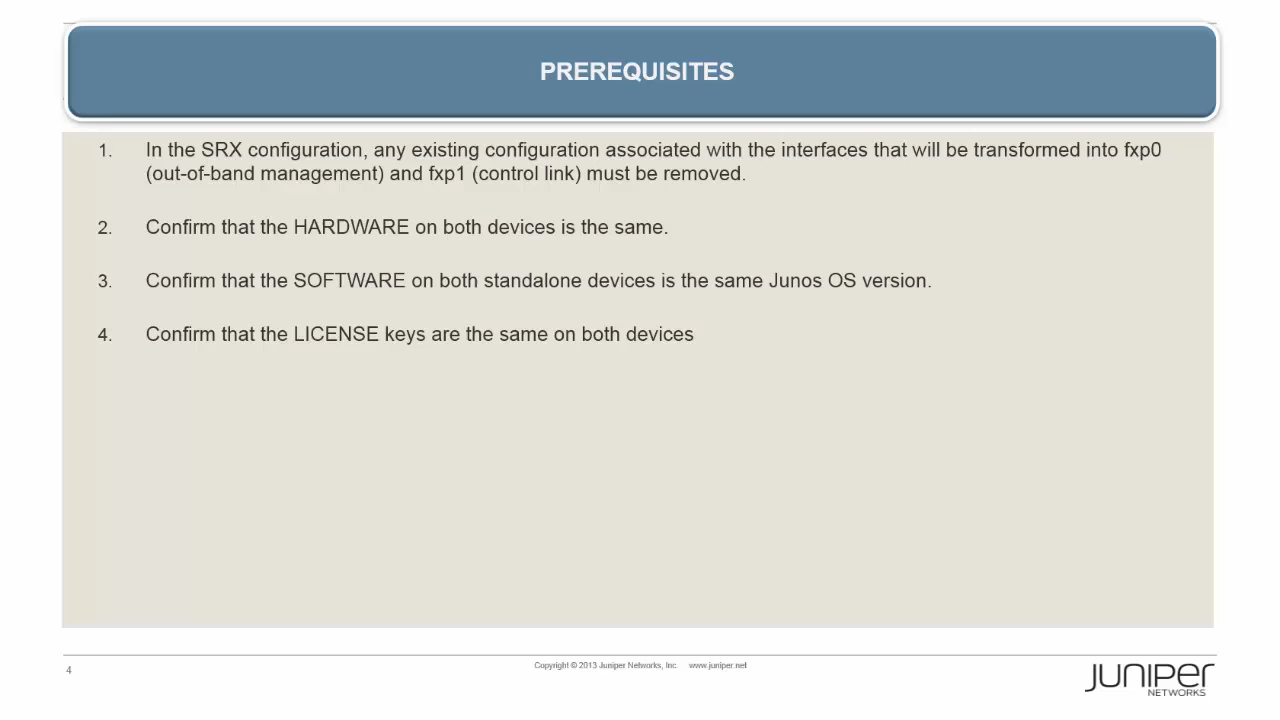 PREREQUISITES
1. In the SRX configuration, any existing configuration associated with the interfaces that will be transformed into fxp0
(out-of-band management) and fxp1 (control link) must be removed.
2. Confirm that the HARDWARE on both devices is the same.
3. Confirm that the SOFTWARE on both standalone devices is the same Junos OS version.
4. Confirm that the LICENSE keys are the same on both devices
4
Copyright © 2013 Juniper Networks, Inc. www.juniper.net
JUNIPER
NETWORKS